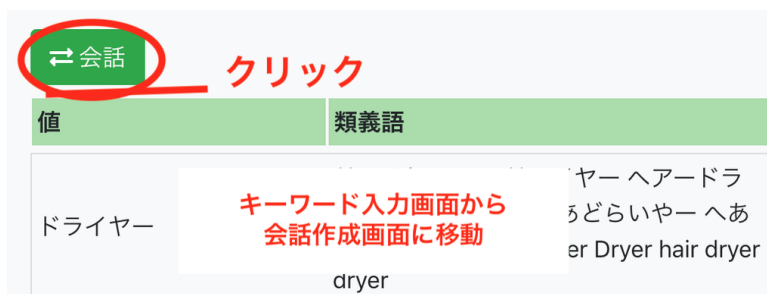 会話
クリック
値 類義語
ヤー ヘアードラ
キーワード入力画面から
会話作成画面に移動
ドライヤー
あどらいやー へあ
er Dryer hair dryer
dryer